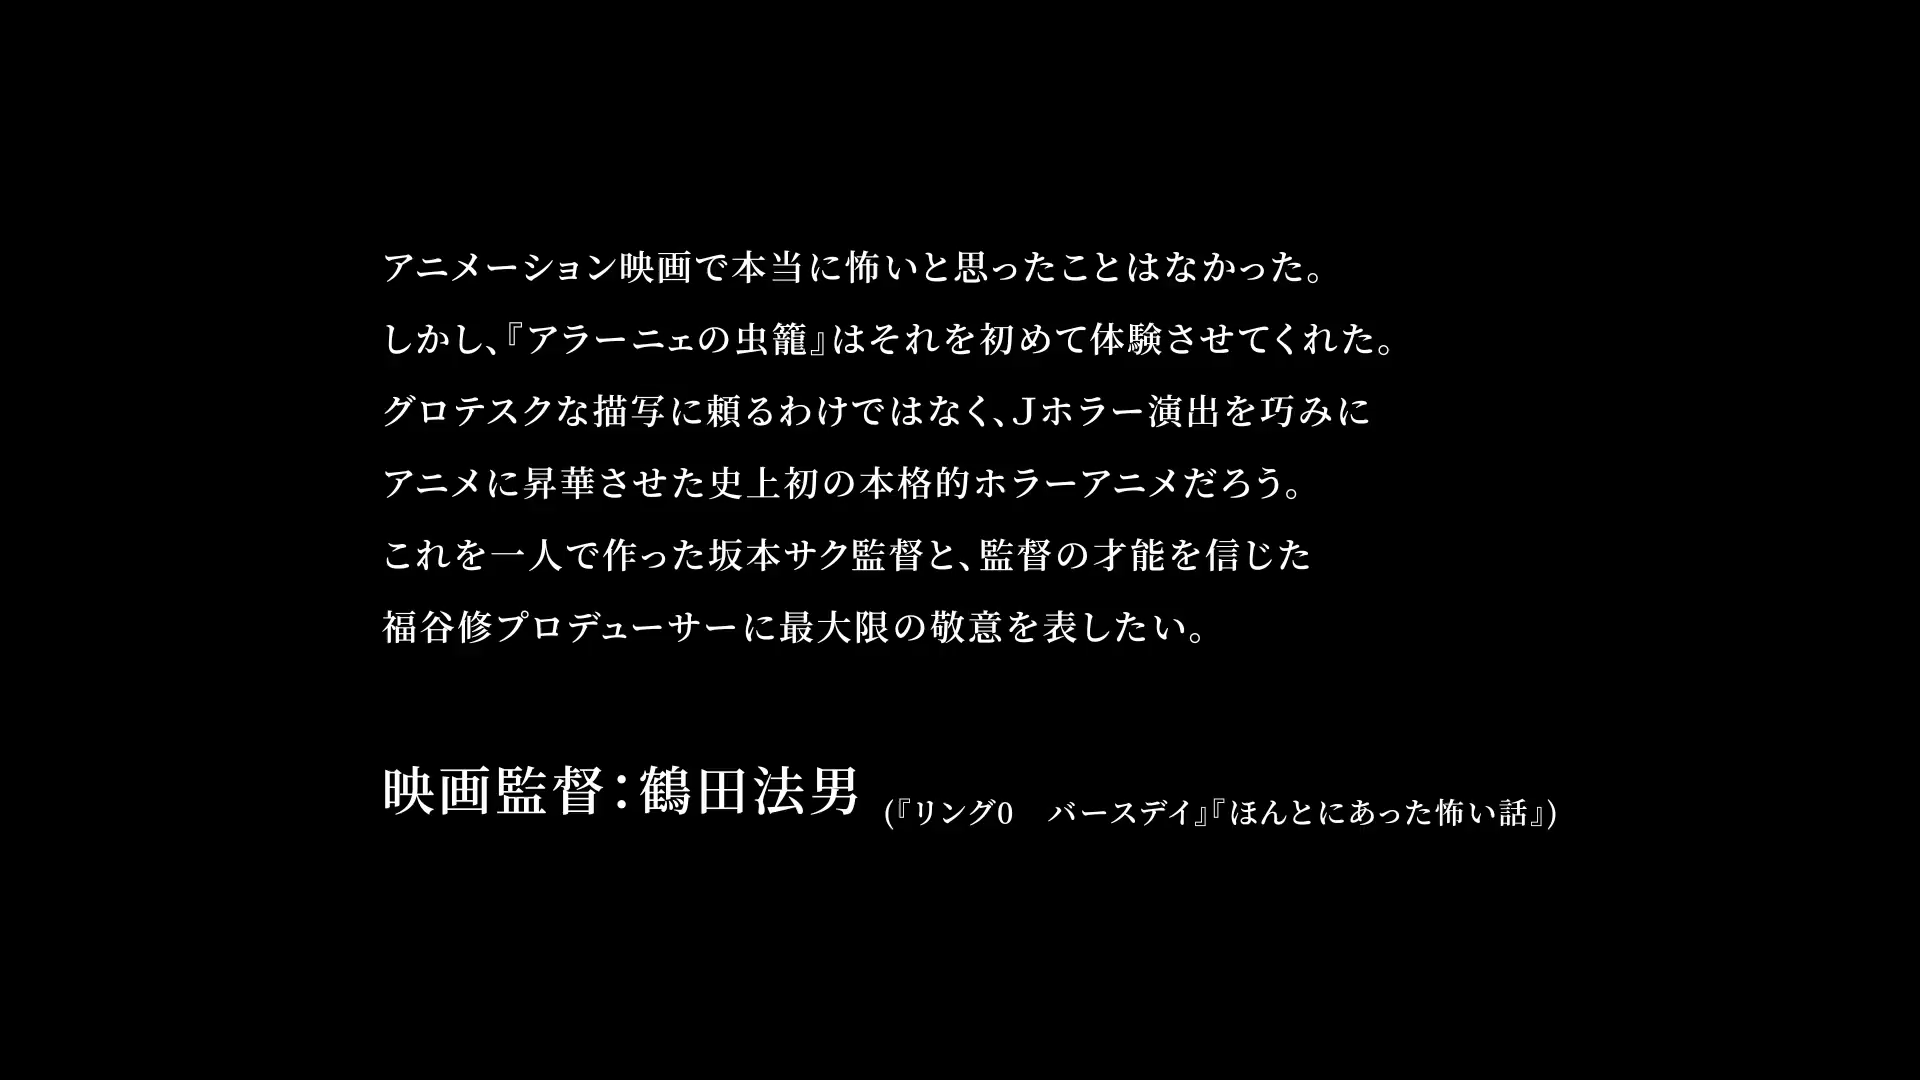 アニメーション映画で本当に怖いと思ったことはなかった。
しかし、『アラーニェの虫籠』はそれを初めて体験させてくれた。
グロテスクな描写に頼るわけではなく、Jホラー演出を巧みに
アニメに昇華させた史上初の本格的ホラーアニメだろう。
これを一人で作った坂本サク監督と、監督の才能を信じた
福谷修プロデューサーに最大限の敬意を表したい。
映画監督：鶴田法男 (『リング0　バースデイ』『ほんとにあった怖い話』)